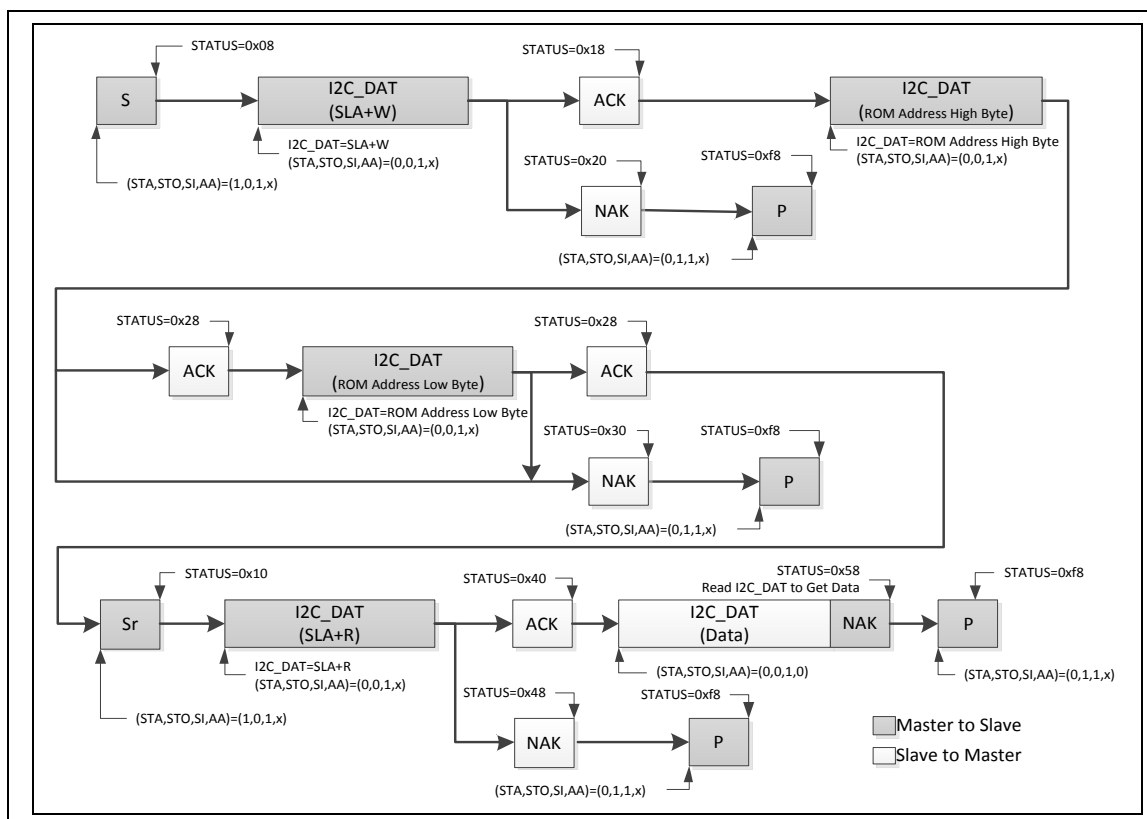 STATUS=0x08
STATUS=0x18
S
I2C_DAT
(SLA+W)
ACK
I2C_DAT
(ROM Address High Byte)
I2C_DAT=SLA+W
(STA,STO,SI,AA)=(0,0,1,x)
I2C_DAT=ROM Address High Byte
(STA,STO,SI,AA)=(0,0,1,x)
(STA,STO,SI,AA)=(1,0,1,x)
STATUS=0x20
STATUS=0xf8
NAK
P
(STA,STO,SI,AA)=(0,1,1,x)
STATUS=0x28
STATUS=0x28
ACK
I2C_DAT
(ROM Address Low Byte)
ACK
I2C_DAT=ROM Address Low Byte
(STA,STO,SI,AA)=(0,0,1,x)
STATUS=0x30
STATUS=0xf8
NAK
P
(STA,STO,SI,AA)=(0,1,1,x)
STATUS=0x10
STATUS=0x40
STATUS=0x58
Read I2C_DAT to Get Data
STATUS=0xf8
Sr
I2C_DAT
(SLA+R)
ACK
I2C_DAT
(Data)
NAK
P
I2C_DAT=SLA+R
(STA,STO,SI,AA)=(0,0,1,x)
(STA,STO,SI,AA)=(0,0,1,0)
(STA,STO,SI,AA)=(0,1,1,x)
(STA,STO,SI,AA)=(1,0,1,x)
STATUS=0x48
STATUS=0xf8
NAK
P
(STA,STO,SI,AA)=(0,1,1,x)
Master to Slave
Slave to Master